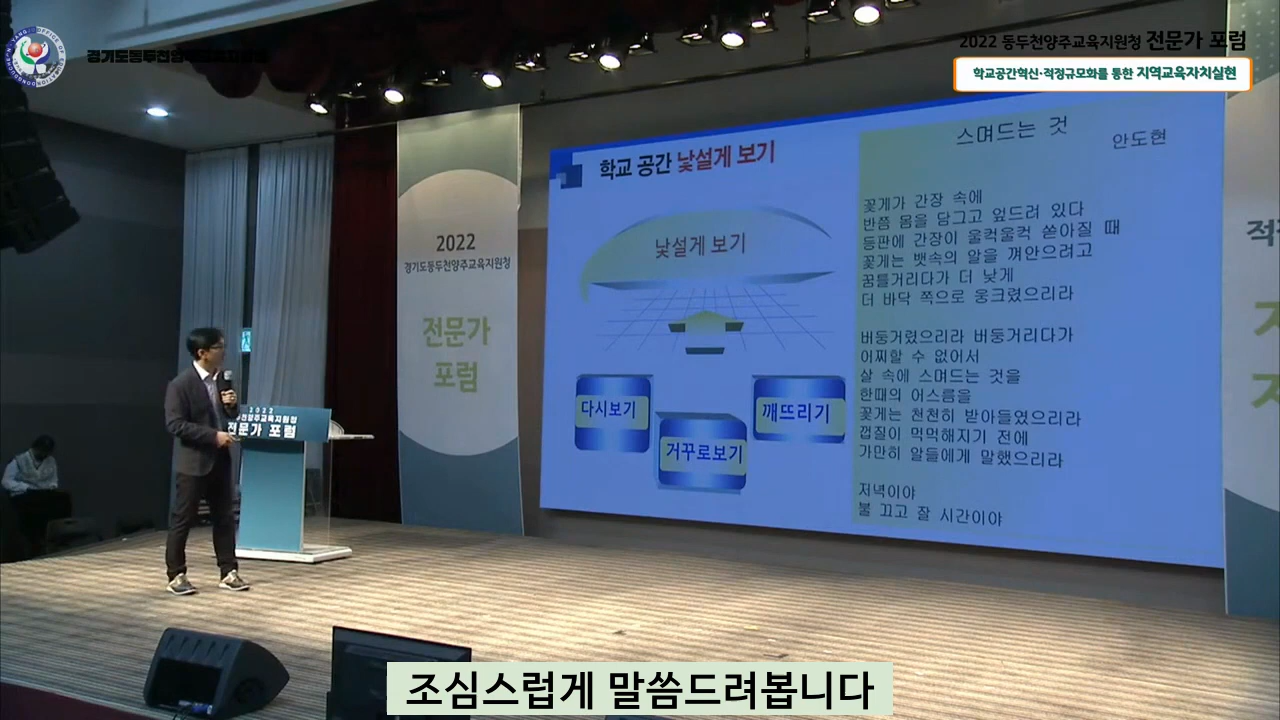 경기도동두천양주교육지원청
2022 동두천양주교육지원청 전문가 포럼
학교공간혁신·적정규모화를 통한 지역교육자치실현
2022
경기도동두천양주교육지원청
전문가
포럼
학교 공간 낯설게 보기
낯설게 보기
다시보기
거꾸로보기
깨뜨리기
스며드는 것
안도현
꽃게가 간장 속에
반쯤 몸을 담그고 엎드려 있다
등판에 간장이 울컥울컥 쏟아질 때
꽃게는 뱃속의 알을 껴안으려고
꿈틀거리다가 더 낮게
더 바닥 쪽으로 웅크렸으리라
버둥거렸으리라 버둥거리다가
어찌할 수 없어서
살 속에 스며드는 것을
한때의 어스름을
꽃게는 천천히 받아들였으리라
껍질이 먹먹해지기 전에
가만히 알들에게 말했으리라
저녁이야
불 끄고 잘 시간이야
2022
전문가 포럼
조심스럽게 말씀드려봅니다